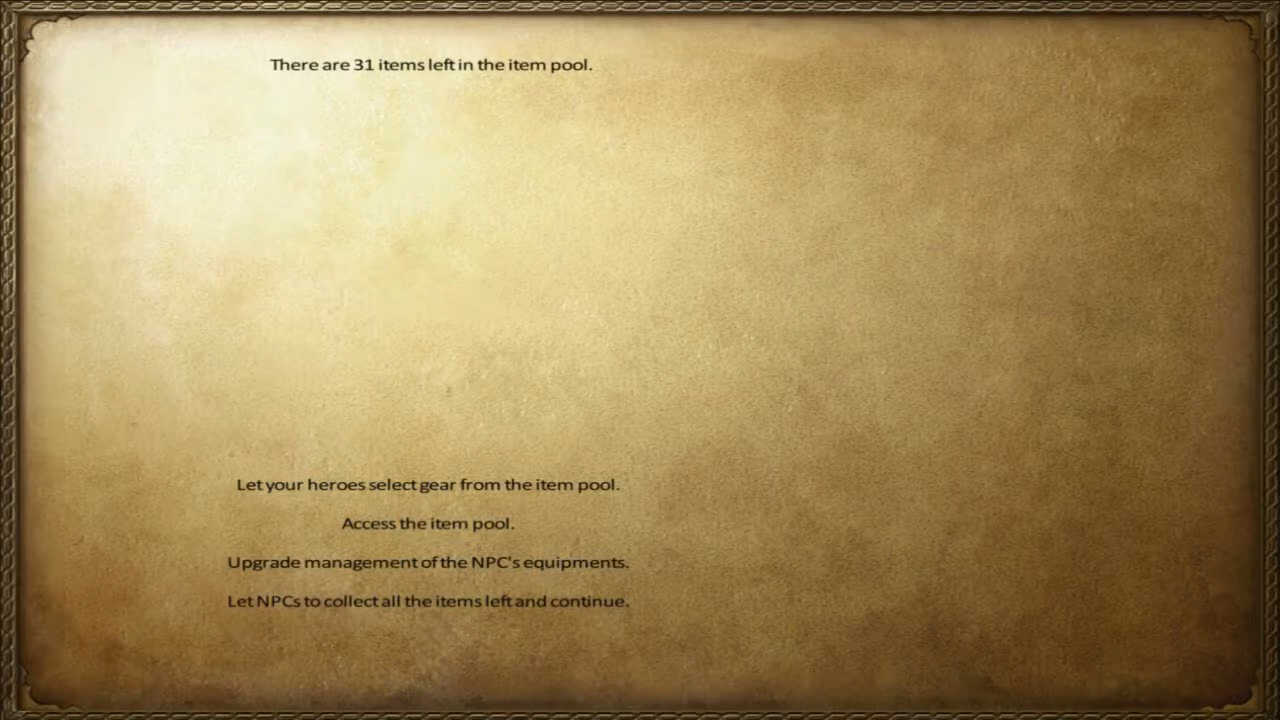 There are 31 items left in the item pool.
Let your heroes select gear from the item pool.
Access the item pool.
Upgrade management of the NPC's equipments.
Let NPCs to collect all the items left and continue.